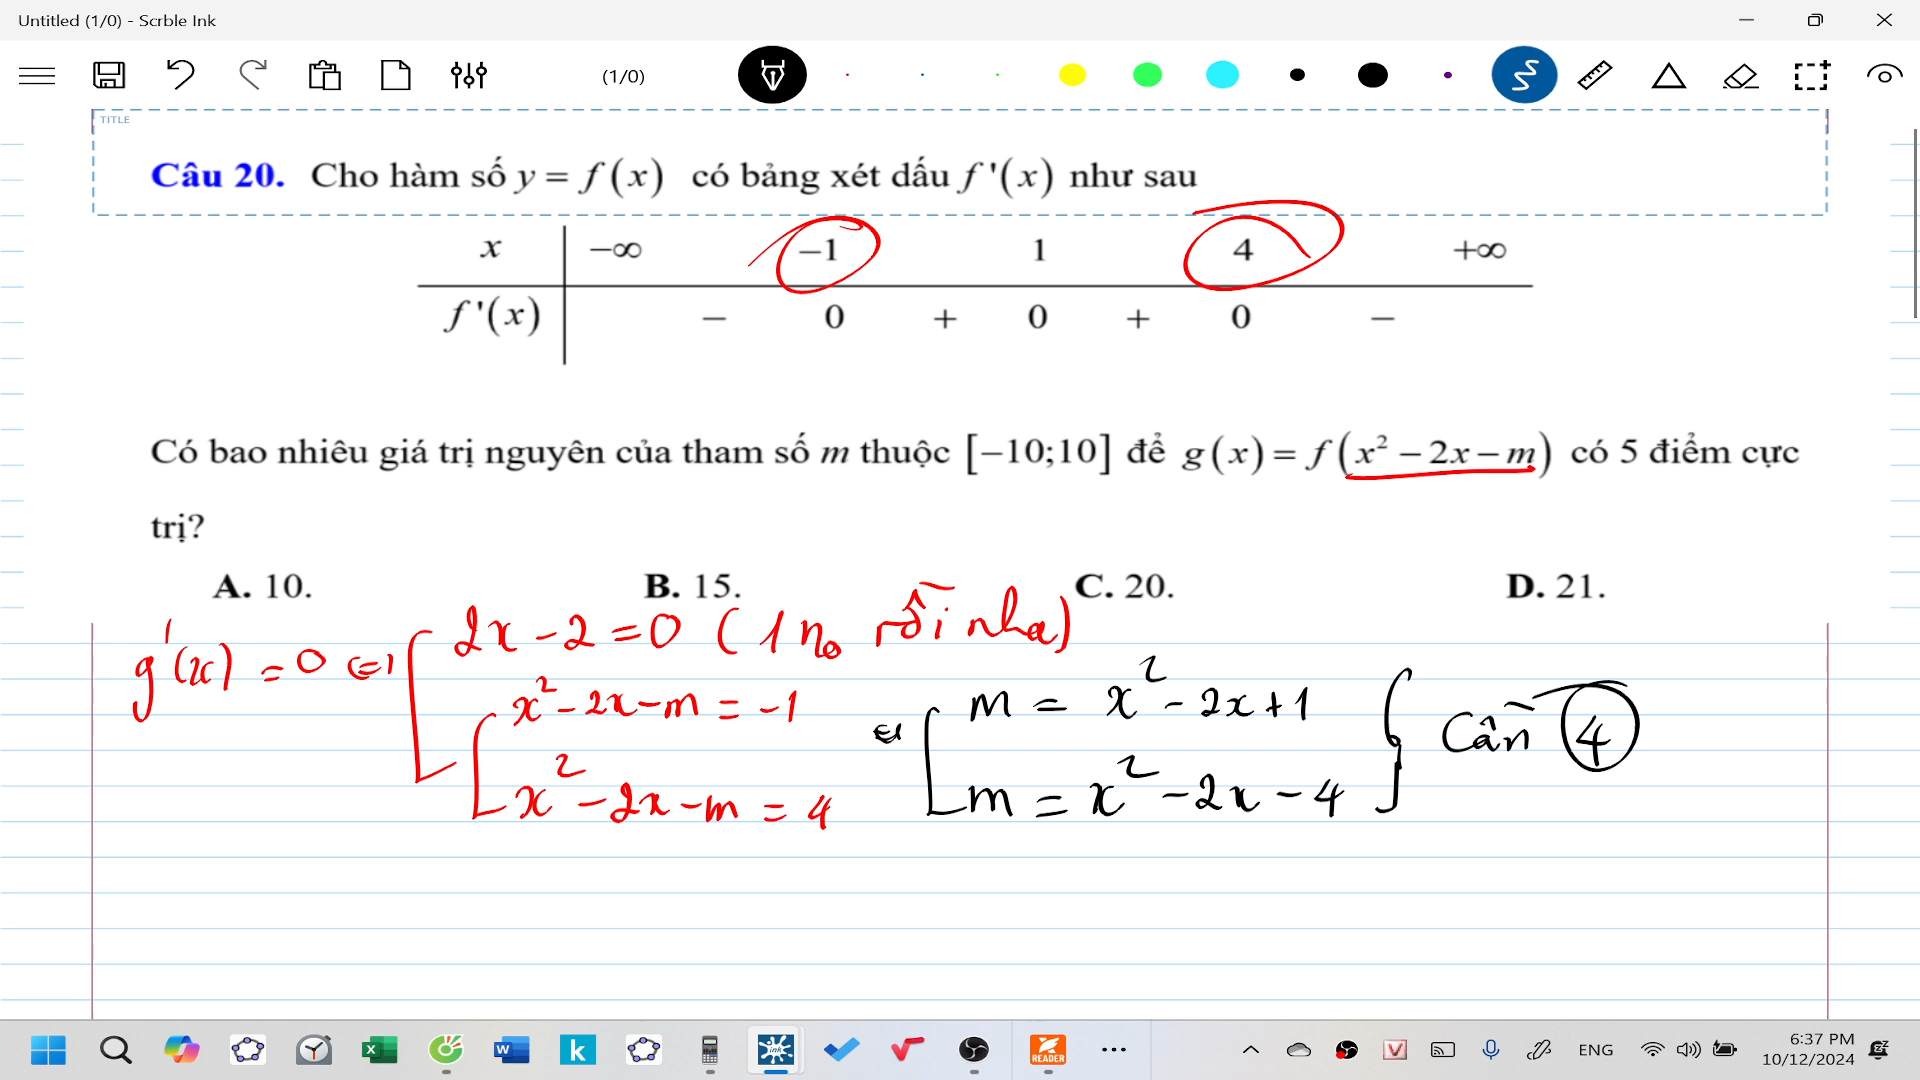 Untitled (1/0) - Scrble Ink
(1/0)
TITLE
Câu 20. Cho hàm số y = f(x) có bảng xét dấu f'(x) như sau
x −∞ −1 1 4 +∞
f'(x) − 0 + 0 + 0 −
Có bao nhiêu giá trị nguyên của tham số m thuộc [−10;10] để g(x) = f(x² − 2x − m) có 5 điểm cực
trị?
A. 10. B. 15. C. 20. D. 21.
g'(x) = 0 ⇔ 2x − 2 = 0 (1 no rồi nha)
x² − 2x − m = −1
x² − 2x − m = 4
⇔ m = x² − 2x + 1
m = x² − 2x − 4
Cần 4
READER
ENG
6:37 PM
10/12/2024